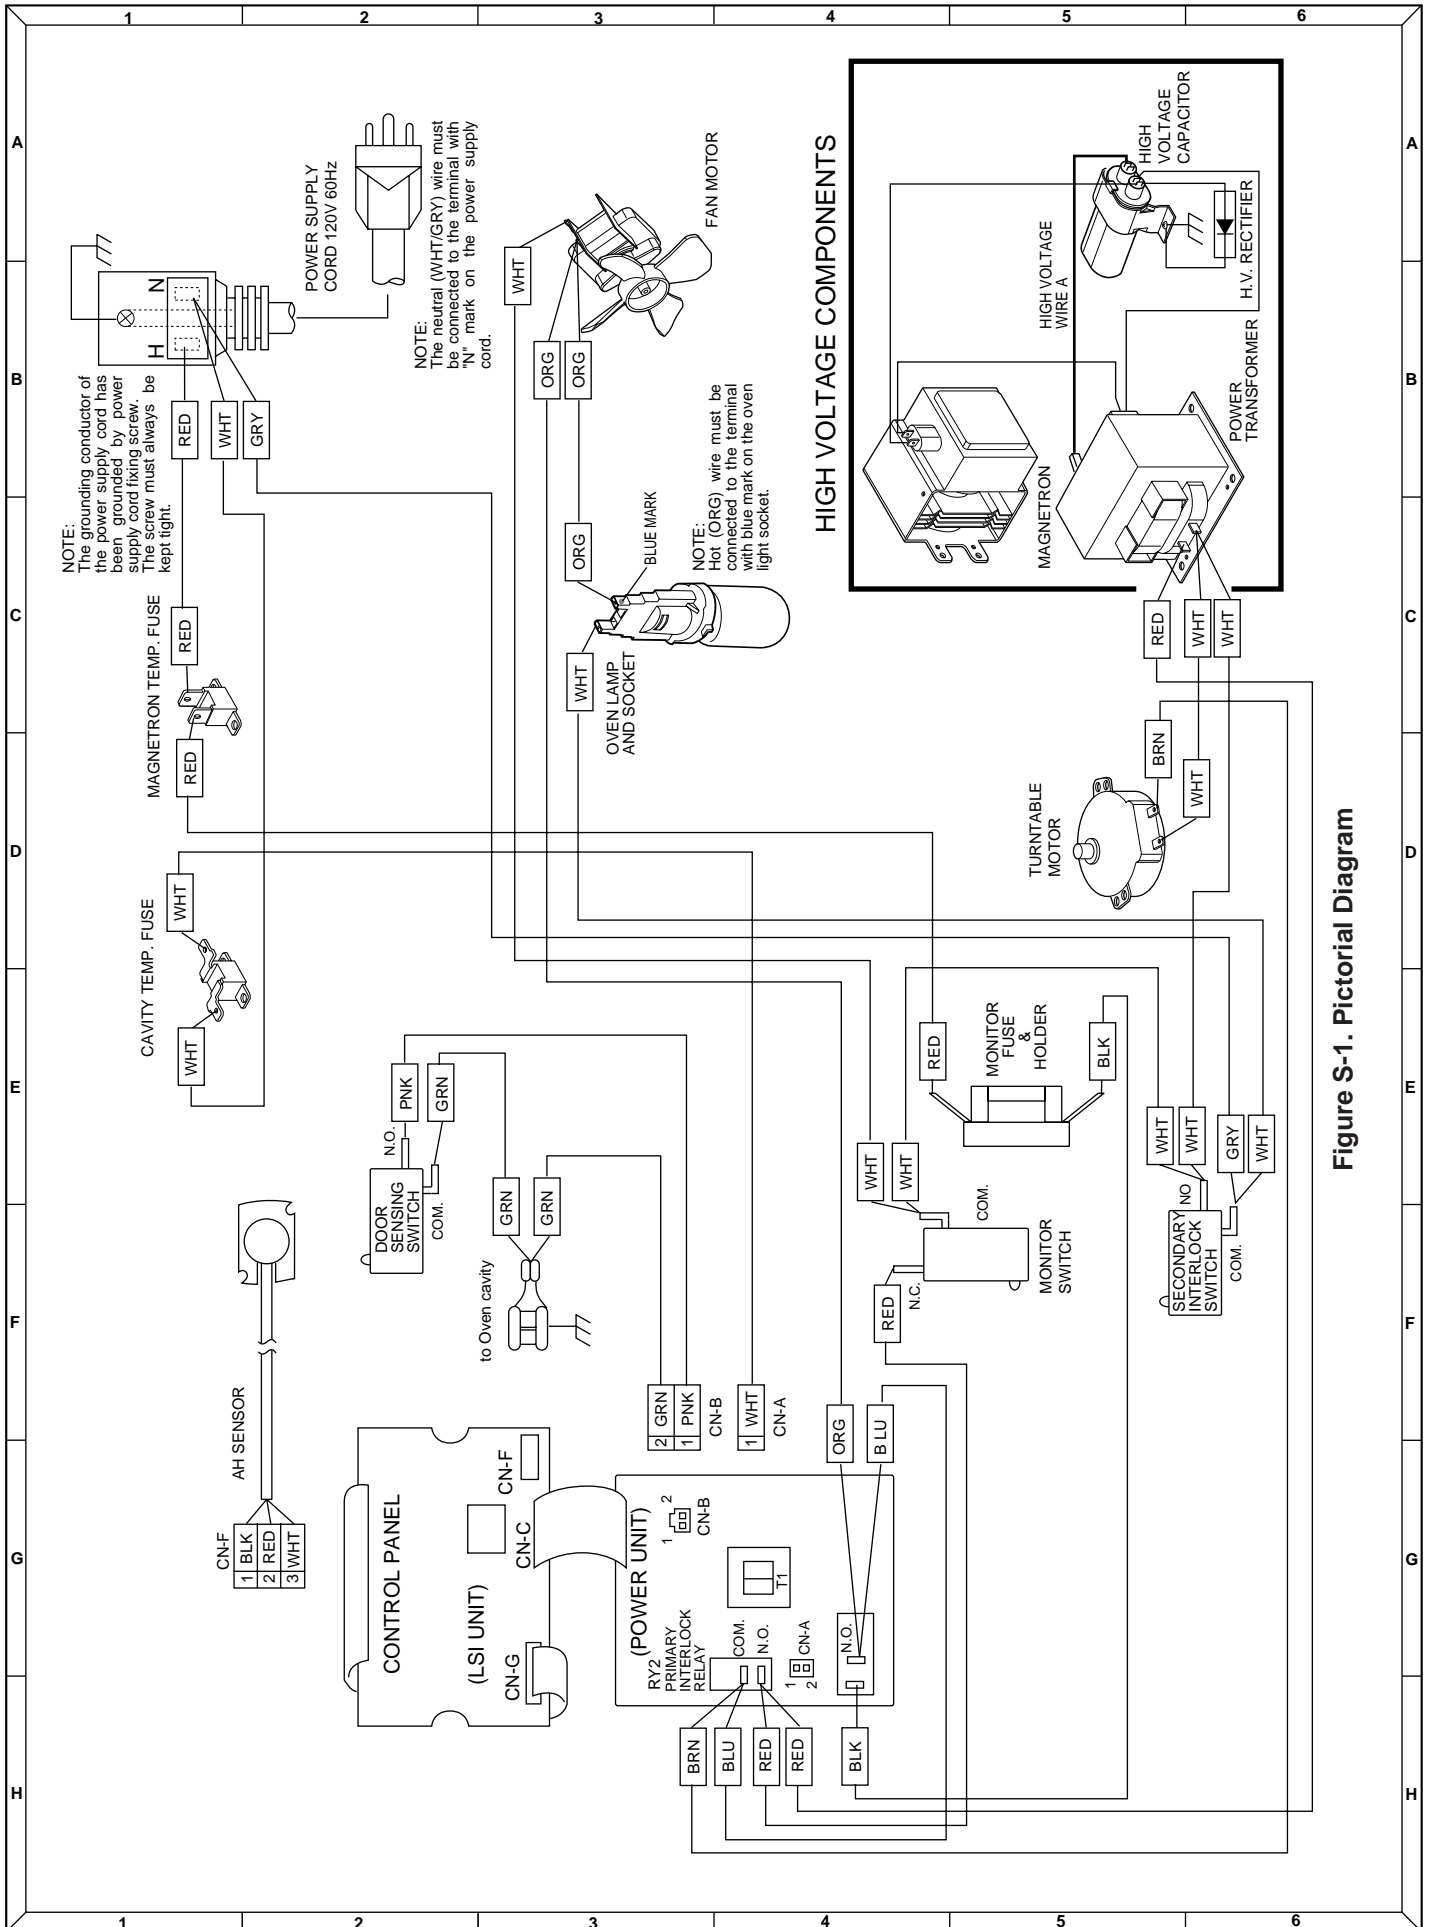 1
2
3
4
5
6
A
B
C
D
E
F
G
H
A
B
C
D
E
F
G
H
1
2
3
4
5
6
CN-F
1 BLK
2 RED
3 WHT
AH SENSOR
CAVITY TEMP. FUSE
WHT
WHT
MAGNETRON TEMP. FUSE
RED
RED
NOTE:
The grounding conductor of
the power supply cord has
been grounded by power
supply cord fixing screw.
The screw must always be
kept tight.
RED
WHT
GRY
H
N
POWER SUPPLY
CORD 120V 60Hz
NOTE:
The neutral (WHT/GRY) wire must
be connected to the terminal with
"N" mark on the power supply
cord.
CONTROL PANEL
(LSI UNIT)
CN-G
CN-C
CN-F
DOOR
SENSING
SWITCH
N.O.
COM.
PNK
GRN
GRN
GRN
to Oven cavity
2 GRN
1 PNK
CN-B
1 WHT
CN-A
(POWER UNIT)
RY2
PRIMARY
INTERLOCK
RELAY
COM.
N.O.
1
2
CN-A
1
2
CN-B
T1
N.O.
BRN
BLU
RED
RED
BLK
ORG
B LU
WHT
ORG
ORG
FAN MOTOR
ORG
BLUE MARK
WHT
OVEN LAMP
AND SOCKET
NOTE:
Hot (ORG) wire must be
connected to the terminal
with blue mark on the oven
light socket.
RED
N.C.
MONITOR
SWITCH
COM.
WHT
WHT
RED
MONITOR
FUSE
&
HOLDER
BLK
TURNTABLE
MOTOR
BRN
WHT
SECONDARY
INTERLOCK
SWITCH
NO
COM.
WHT
WHT
GRY
WHT
RED
WHT
WHT
HIGH VOLTAGE COMPONENTS
MAGNETRON
POWER
TRANSFORMER
HIGH VOLTAGE
WIRE A
H.V. RECTIFIER
HIGH
VOLTAGE
CAPACITOR
Figure S-1. Pictorial Diagram